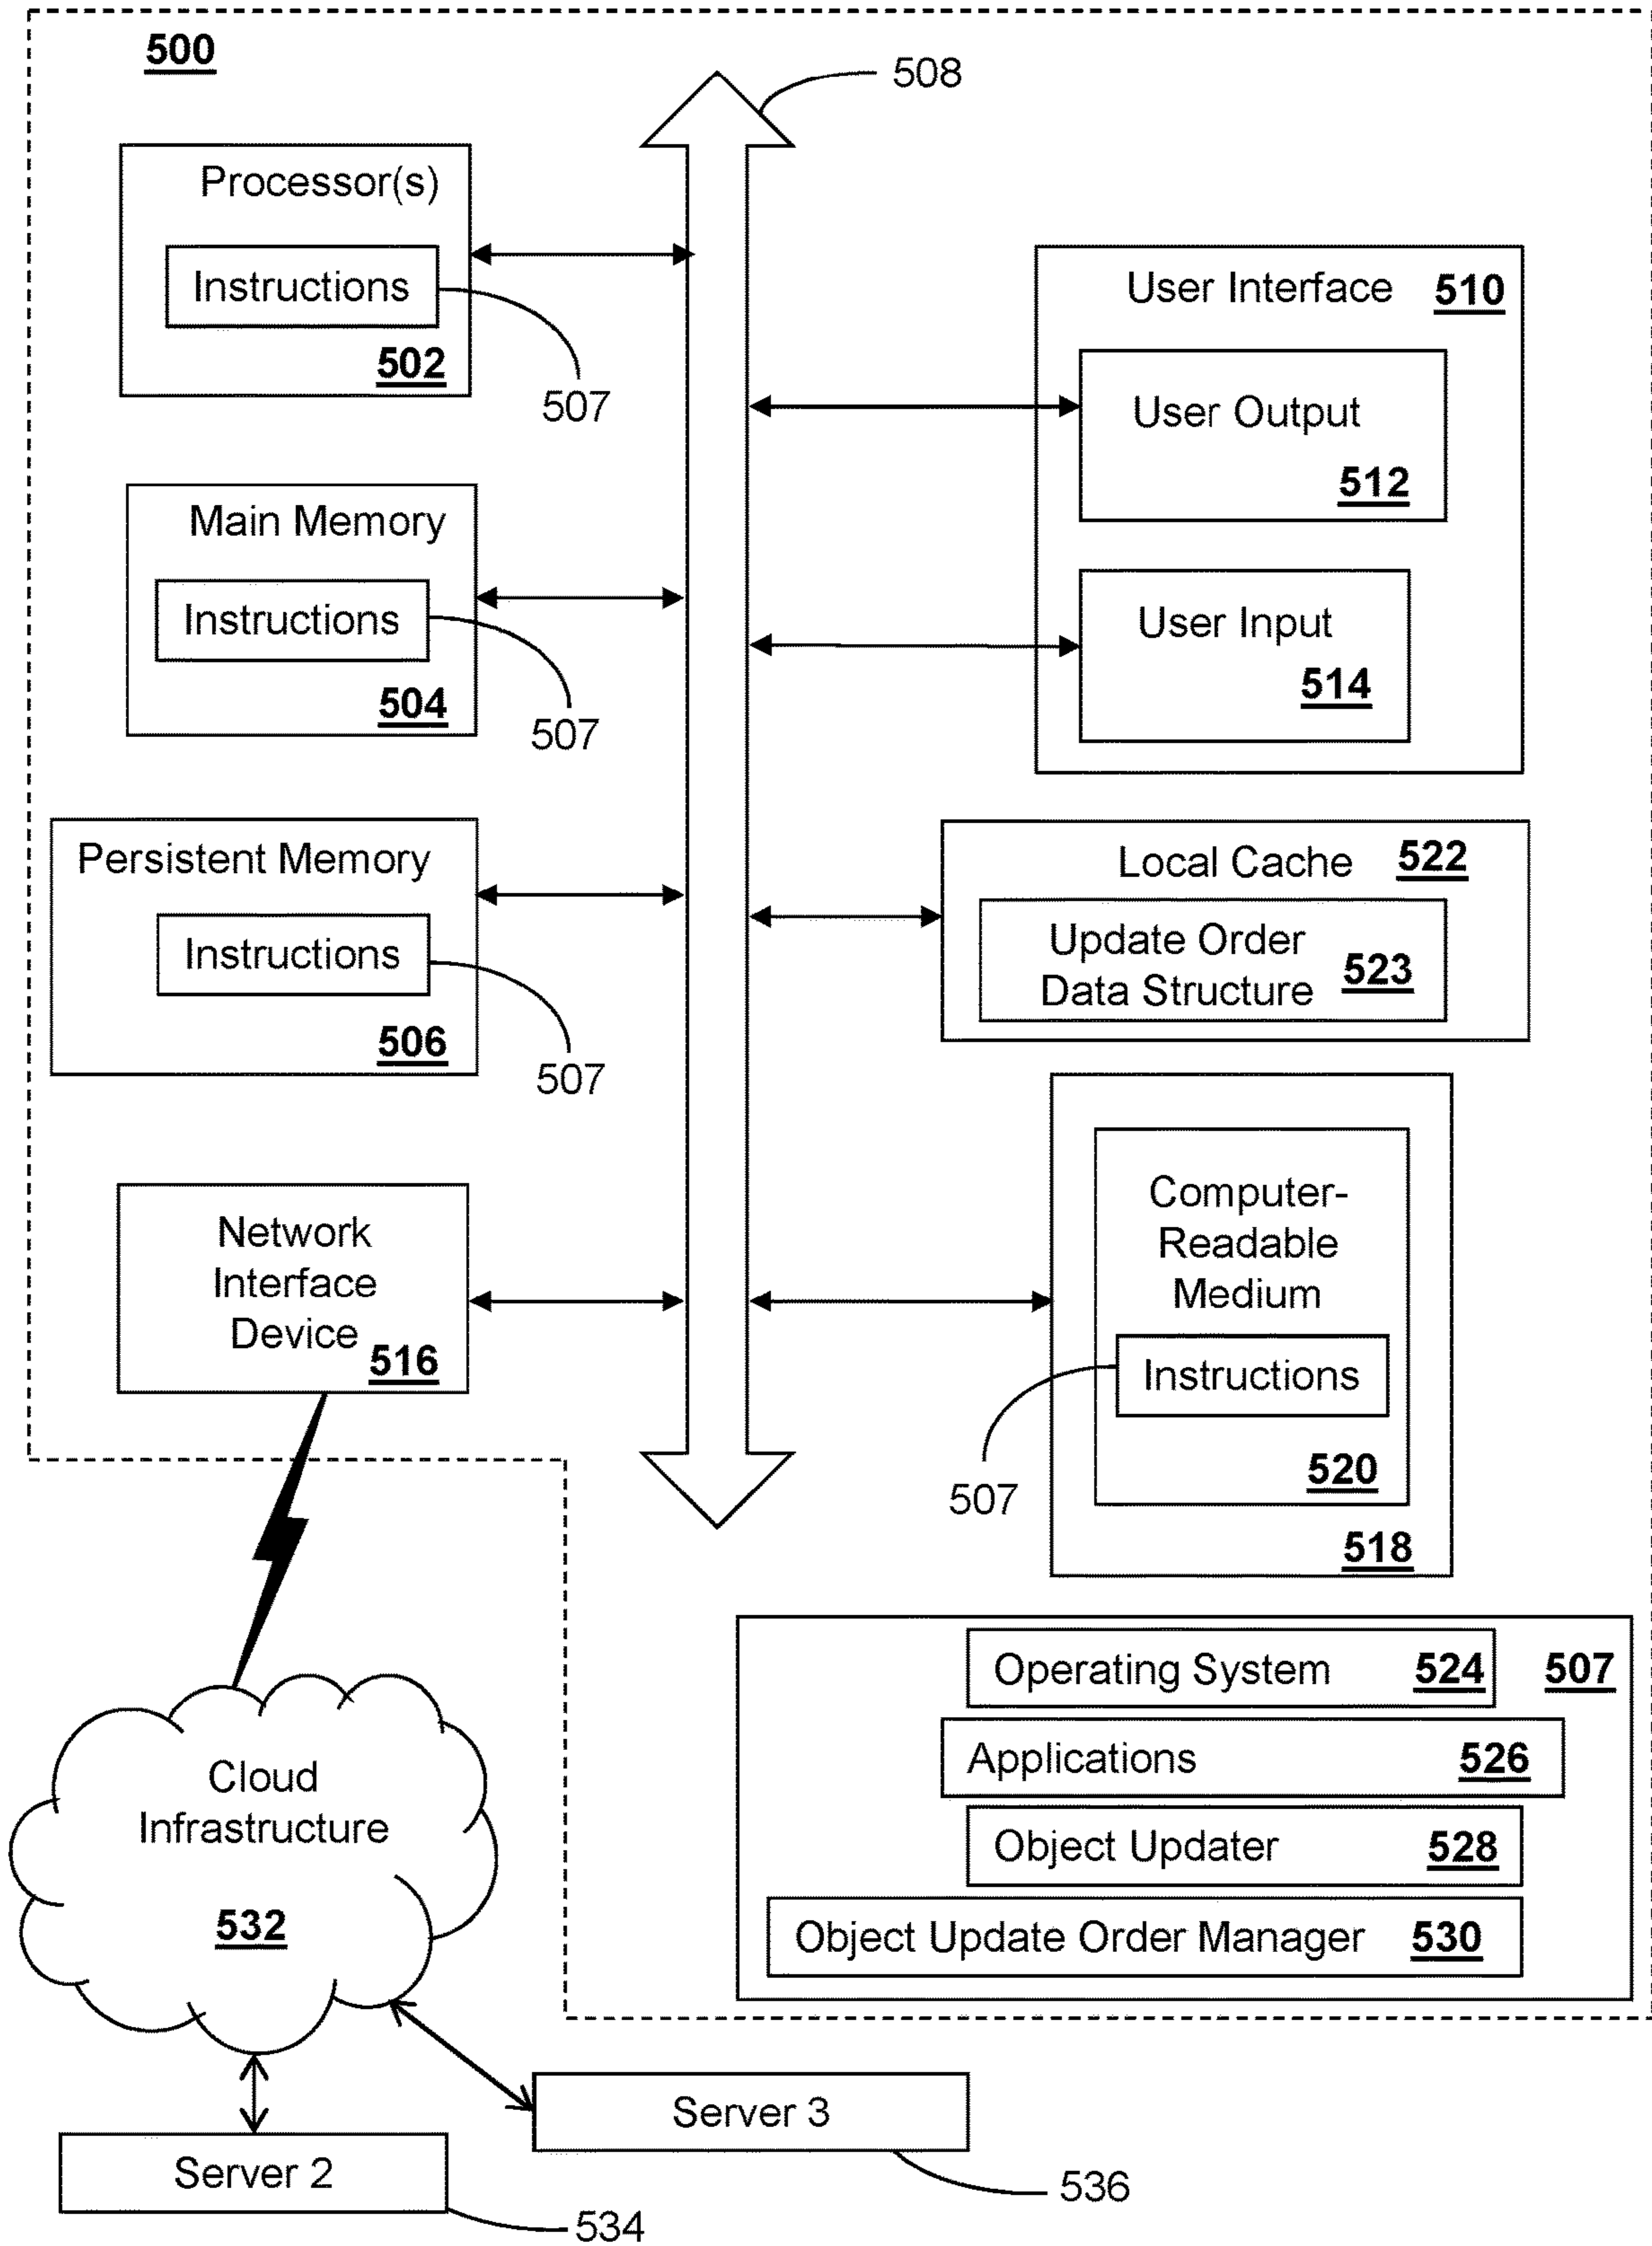 500
508
Processor(s)
Instructions
502
507
User Interface 510
User Output
512
Main Memory
Instructions
504
507
User Input
514
Persistent Memory
Instructions
506
507
Local Cache 522
Update Order
Data Structure 523
Network
Interface
Device 516
Computer-
Readable
Medium
Instructions
507
520
518
Operating System 524 507
Applications 526
Object Updater 528
Object Update Order Manager 530
Cloud
Infrastructure
532
Server 3
536
Server 2
534